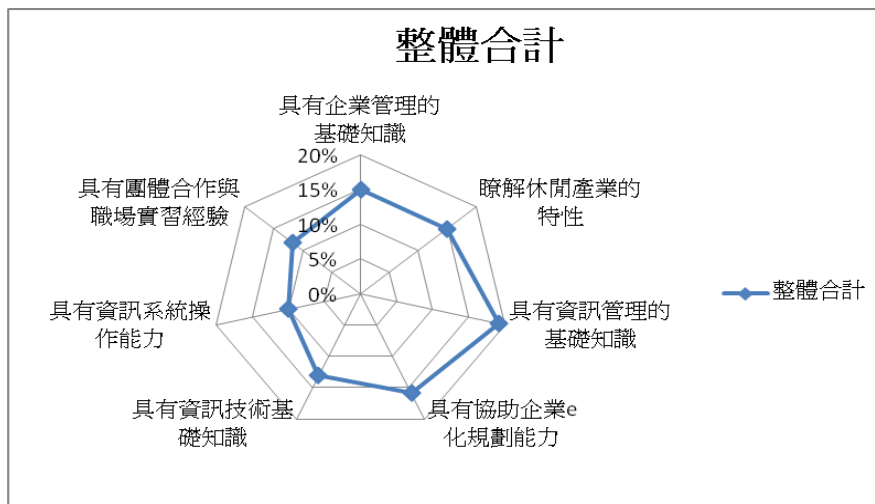 整體合計
具有企業管理的
基礎知識
20%
15%
10%
5%
0%
瞭解休閒產業的
特性
具有資訊管理的
基礎知識
具有協助企業e
化規劃能力
具有資訊技術基
礎知識
具有資訊系統操
作能力
具有團體合作與
職場實習經驗
整體合計